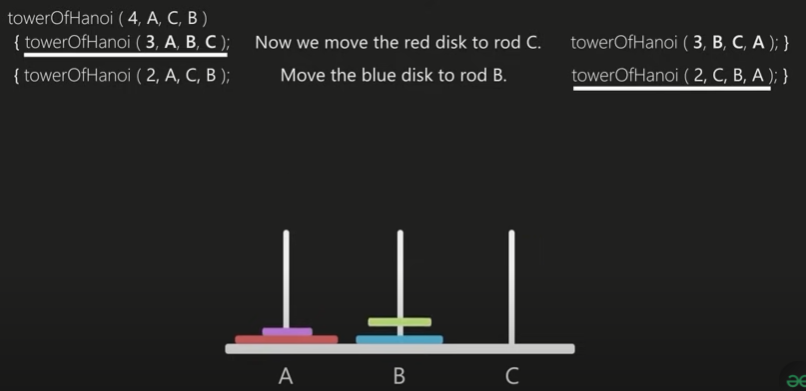 towerOfHanoi ( 4, A, C, B )
{ towerOfHanoi ( 3, A, B, C ); Now we move the red disk to rod C. towerOfHanoi ( 3, B, C, A ); }
{ towerOfHanoi ( 2, A, C, B ); Move the blue disk to rod B. towerOfHanoi ( 2, C, B, A ); }
A B C